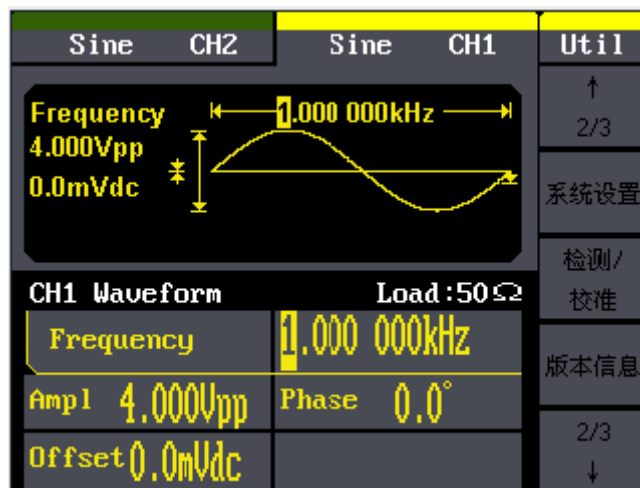 Sine CH2 Sine CH1 Util
Frequency 1.000 000kHz
4.000Vpp
0.0mVdc
↑
2/3
系统设置
检测/
校准
版本信息
2/3
↓
CH1 Waveform Load:50Ω
Frequency 1.000 000kHz
Ampl 4.000Vpp Phase 0.0°
Offset 0.0mVdc